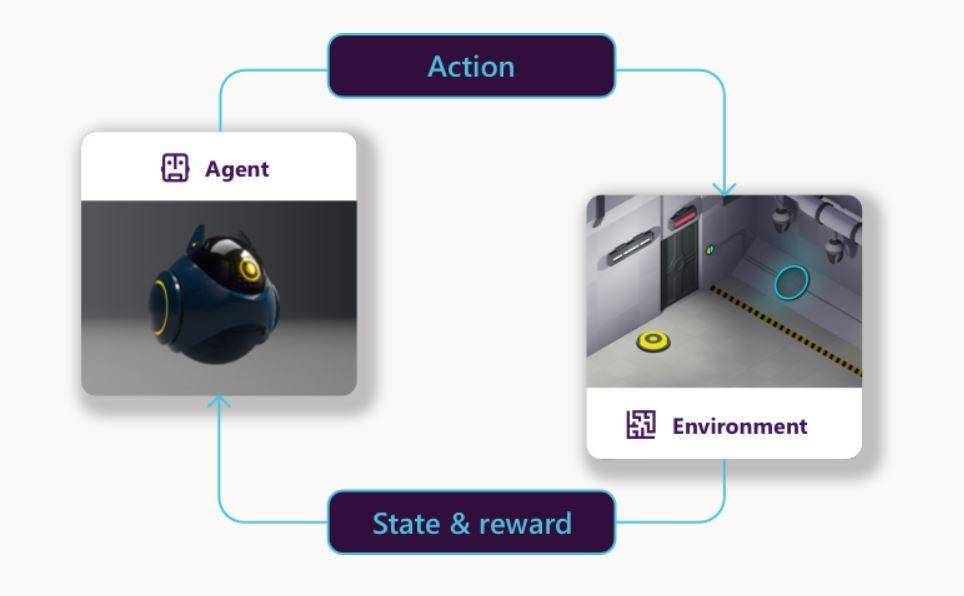 Action
Agent
Environment
State & reward